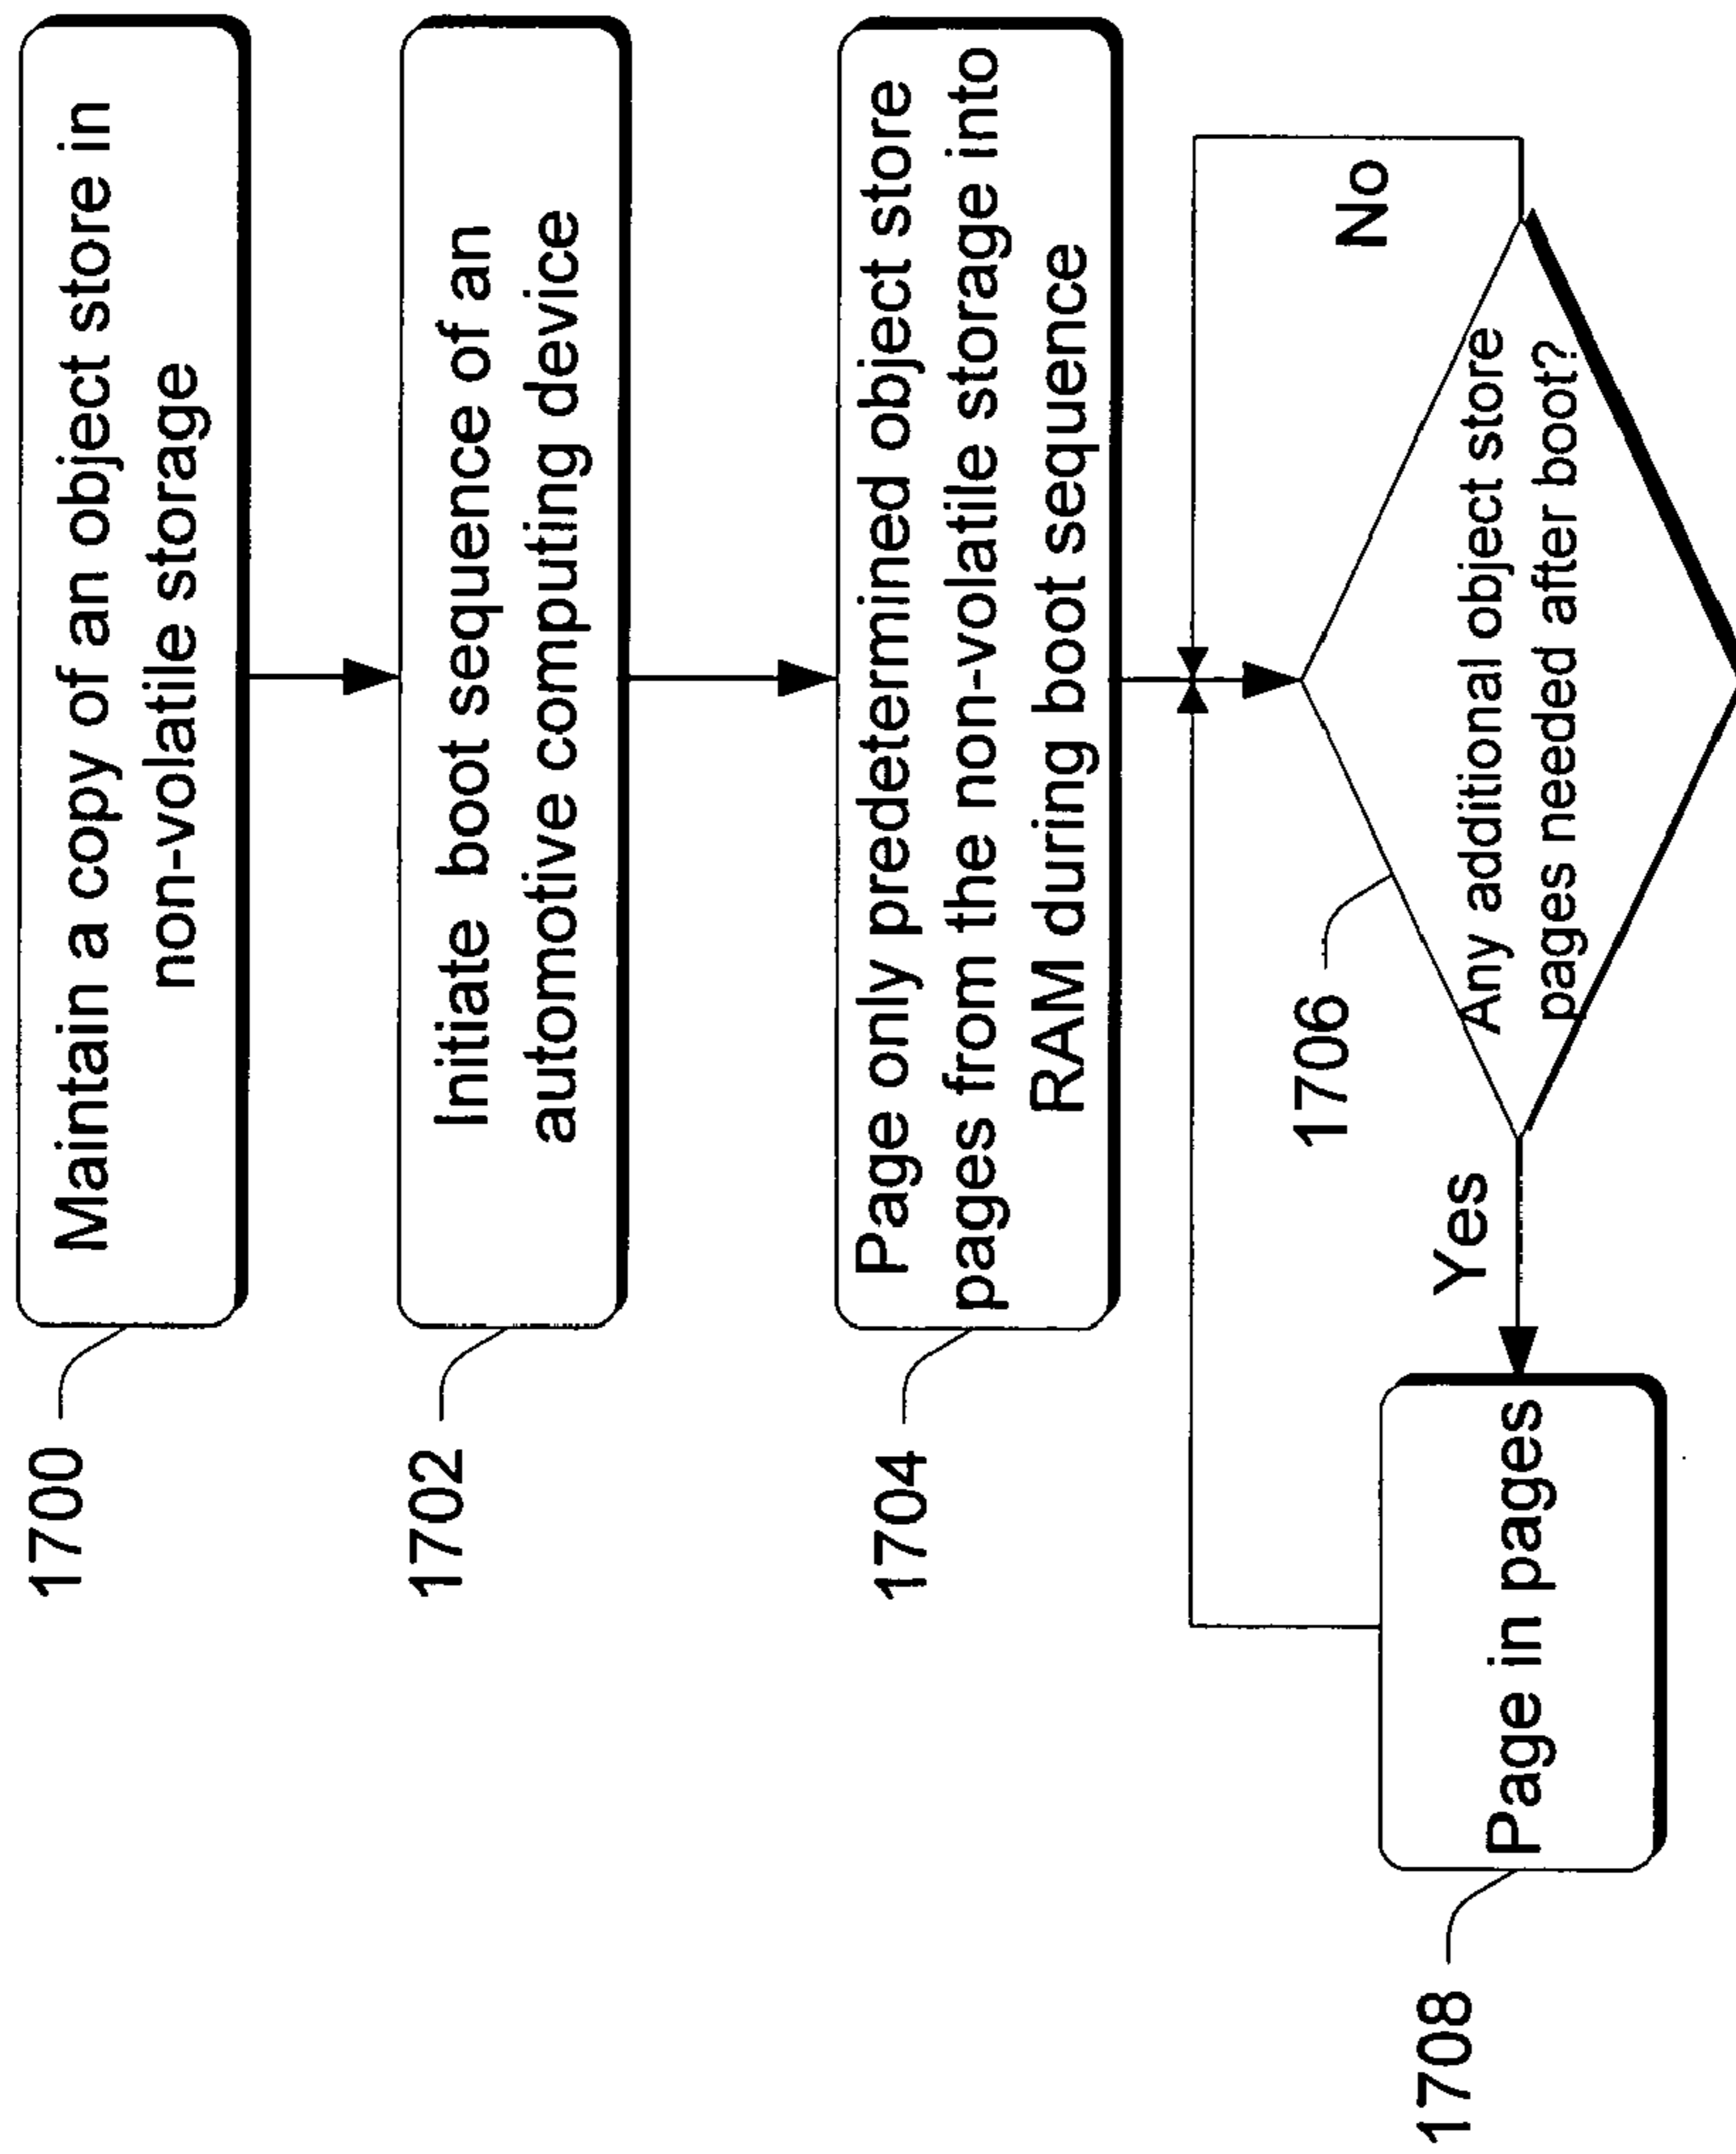 1700
Maintain a copy of an object store in
non-volatile storage
1702
Initiate boot sequence of an
automotive computing device
1704
Page only predetermined object store
pages from the non-volatile storage into
RAM during boot sequence
1706
Any additional object store
pages needed after boot?
No
Yes
1708
Page in pages